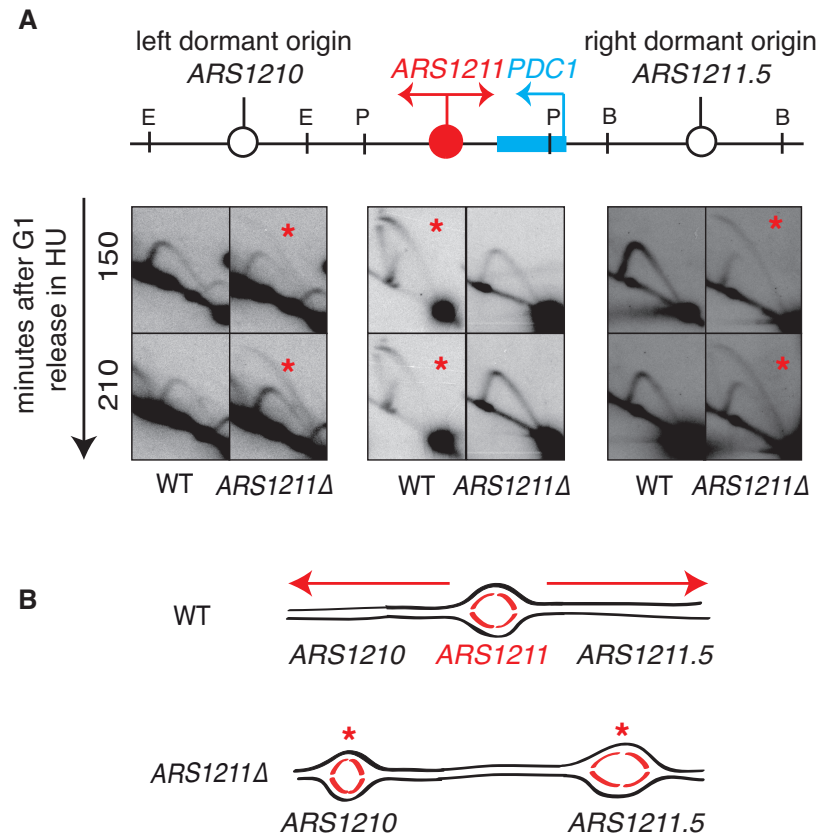 A
left dormant origin
ARS1210
ARS1211 PDC1
right dormant origin
ARS1211.5
E E P P B B
minutes after G1
release in HU
150
*
*
*
210
*
*
*
WT ARS1211Δ WT ARS1211Δ WT ARS1211Δ
B
WT
ARS1210 ARS1211 ARS1211.5
* *
ARS1211Δ
ARS1210 ARS1211.5